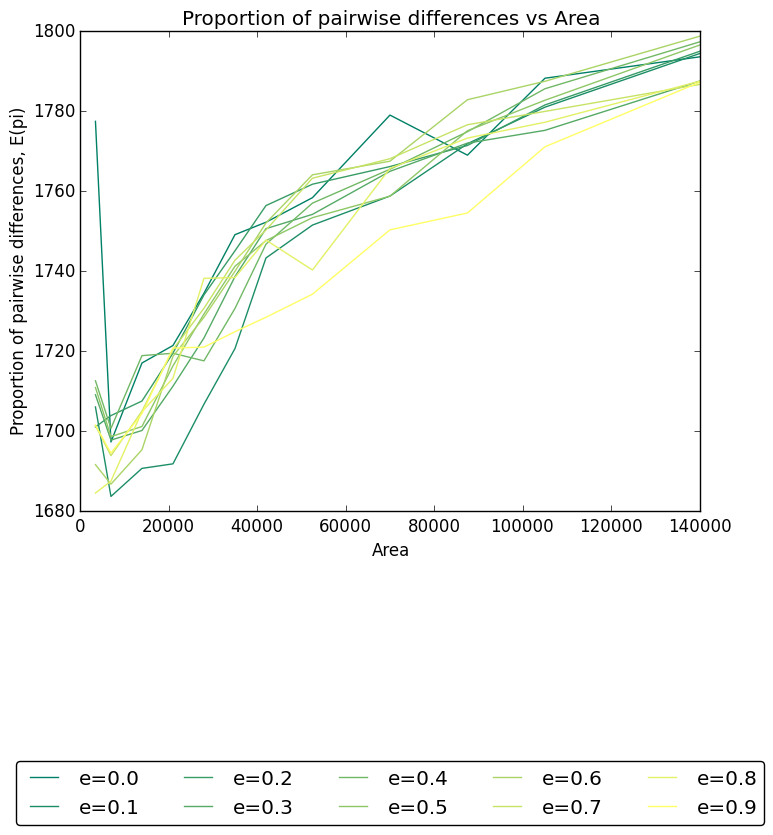 Proportion of pairwise differences vs Area
Proportion of pairwise differences, E(pi)
1800
1780
1760
1740
1720
1700
1680
0 20000 40000 60000 80000 100000 120000 140000
Area
e=0.0 e=0.2 e=0.4 e=0.6 e=0.8
e=0.1 e=0.3 e=0.5 e=0.7 e=0.9